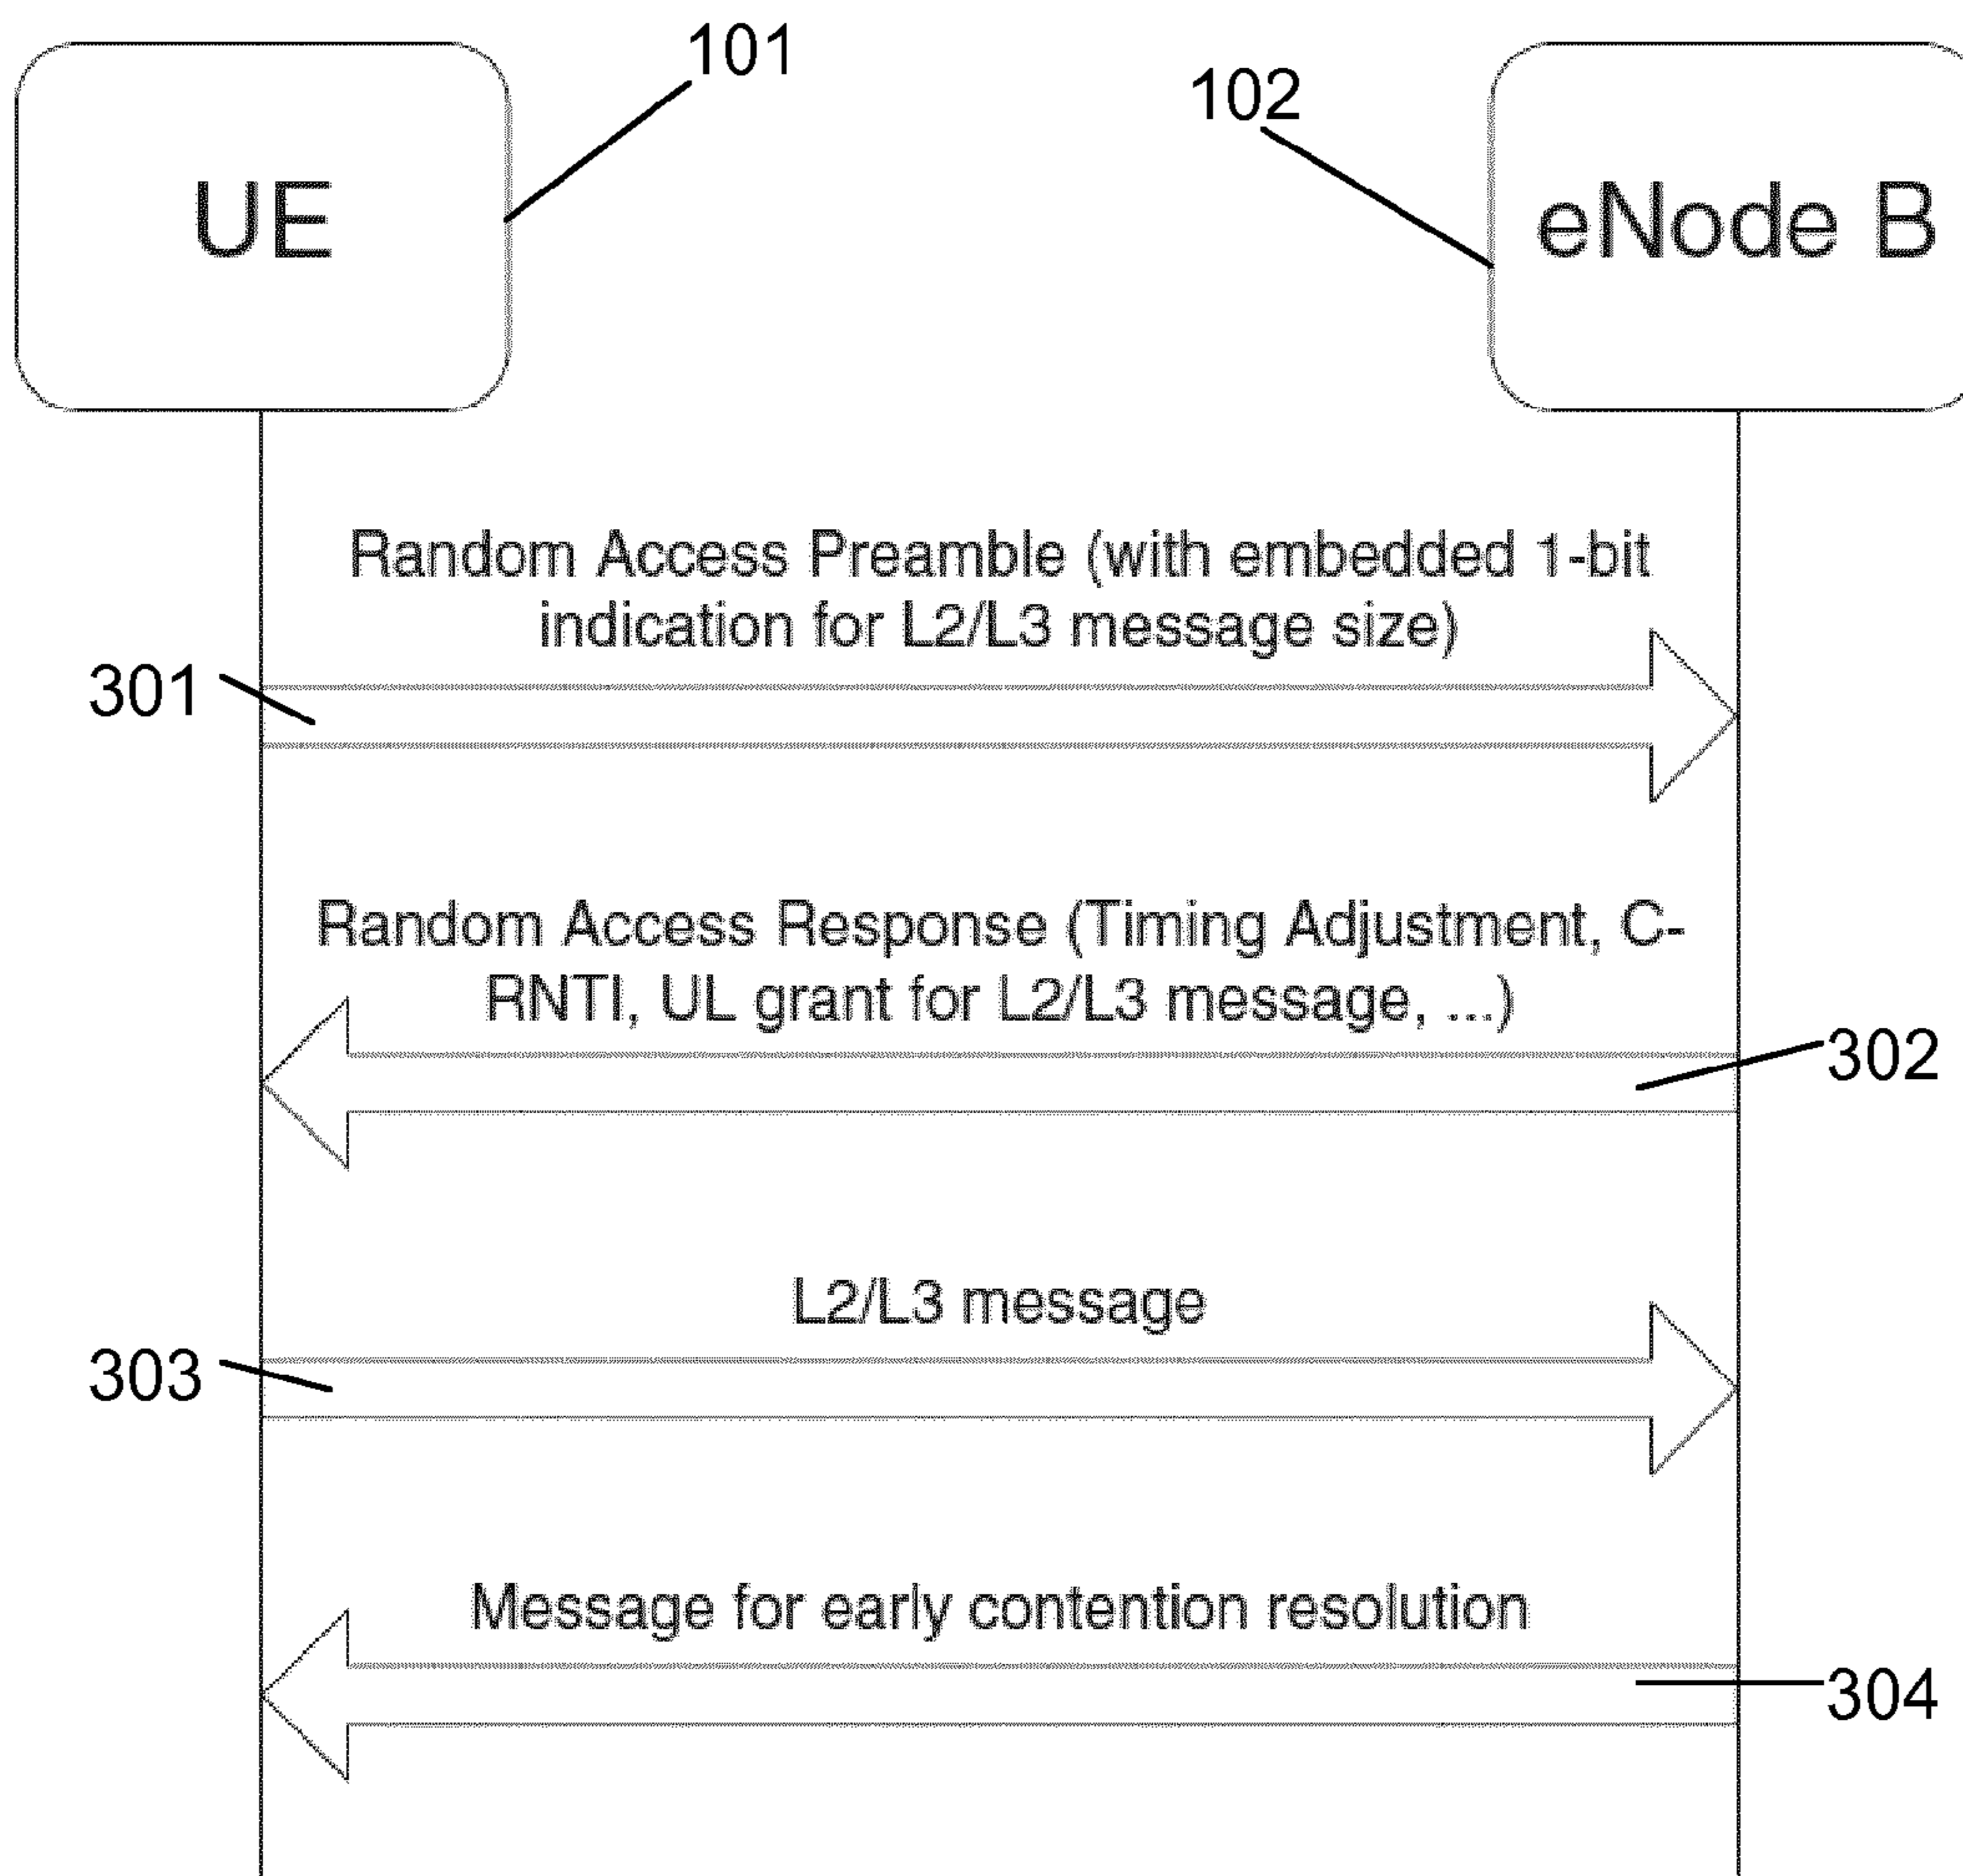 101
102
UE
eNode B
Random Access Preamble (with embedded 1-bit
indication for L2/L3 message size)
301
Random Access Response (Timing Adjustment, C-
RNTI, UL grant for L2/L3 message, ...)
302
L2/L3 message
303
Message for early contention resolution
304